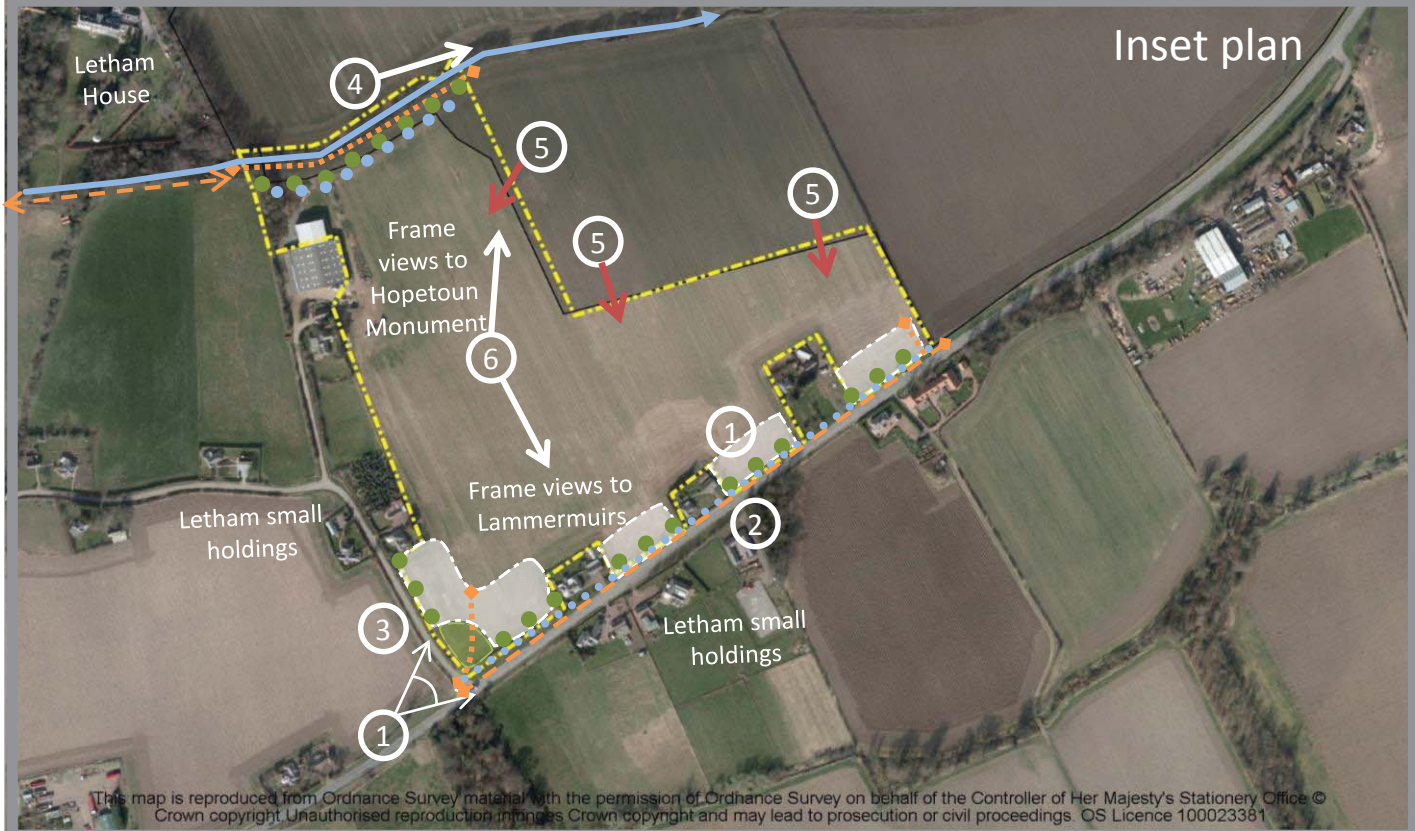 Inset plan
Letham
House
4
5
5
5
Frame
views to
Hopetoun
Monument
6
1
Frame views to
Lammermuirs
2
Letham small
holdings
3
Letham small
holdings
1
This map is reproduced from Ordnance Survey material with the permission of Ordnance Survey on behalf of the Controller of Her Majesty's Stationery Office ©
Crown copyright Unauthorised reproduction infringes Crown copyright and may lead to prosecution or civil proceedings. OS Licence 100023381